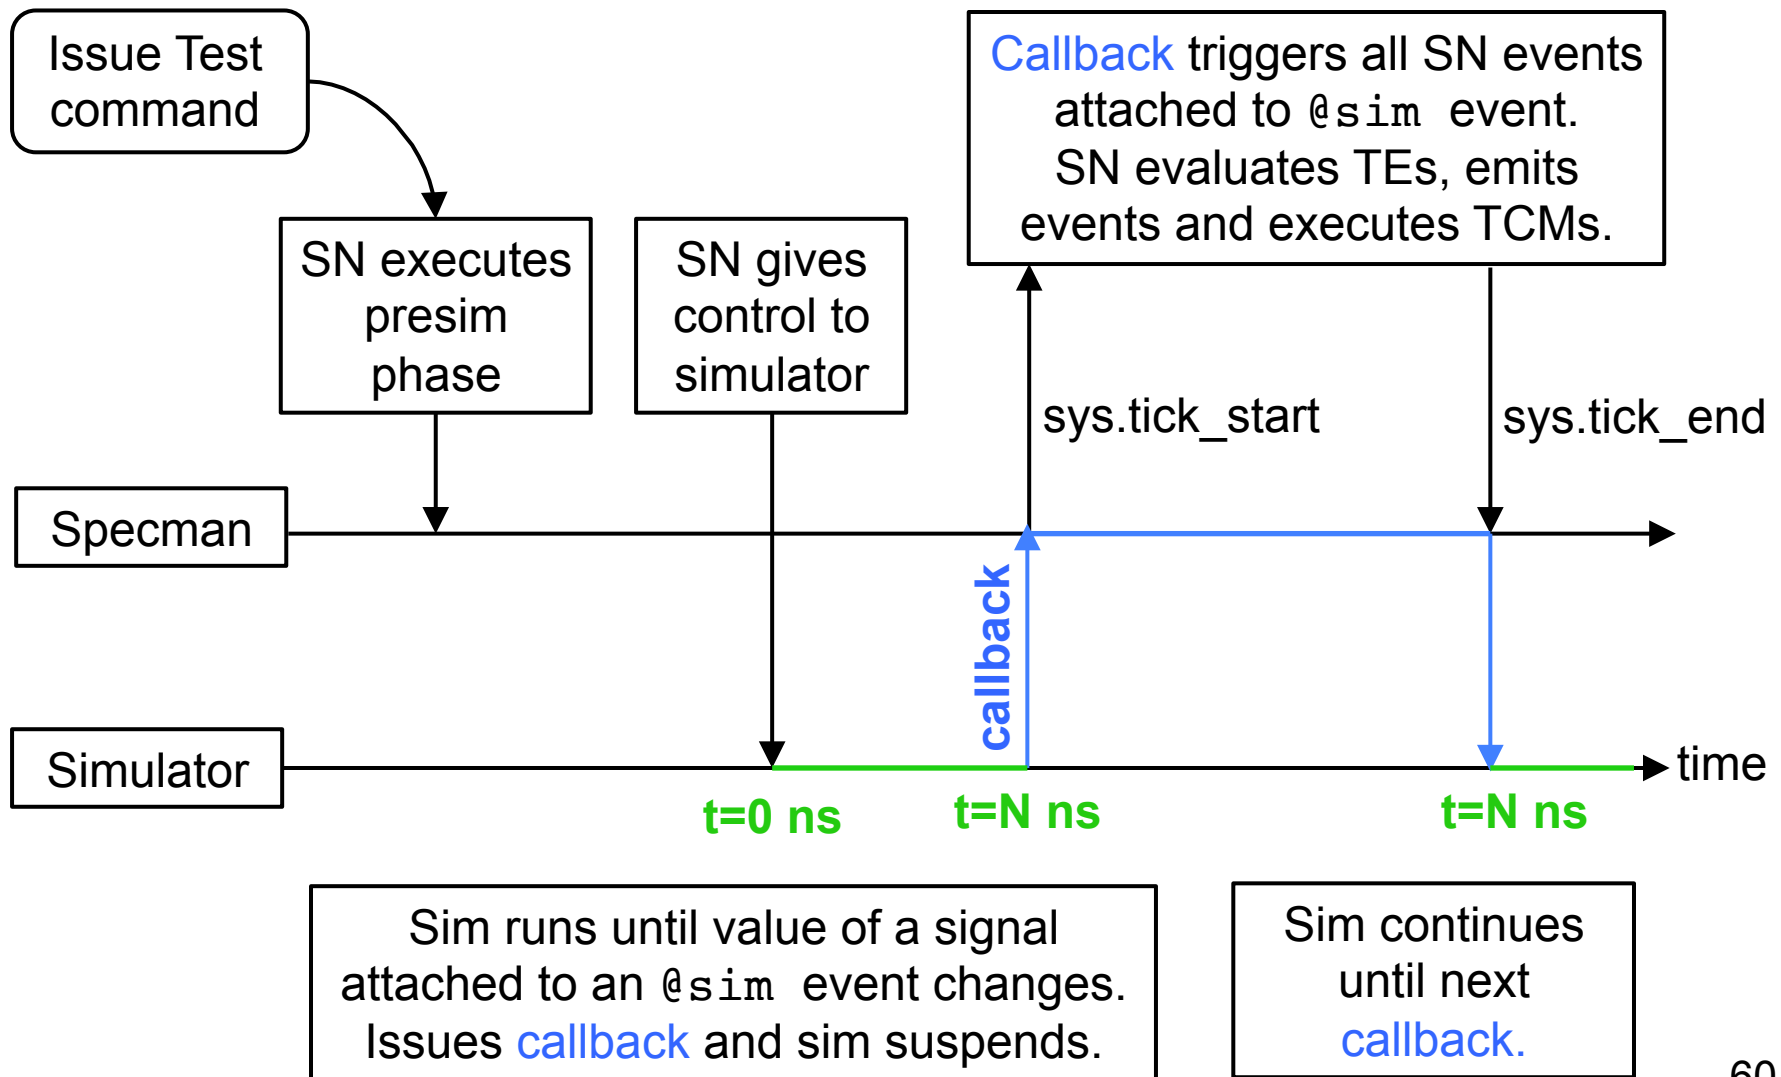 Issue Test
command
Callback triggers all SN events
attached to @sim event.
SN evaluates TEs, emits
events and executes TCMs.
SN executes
presim
phase
SN gives
control to
simulator
sys.tick_start
sys.tick_end
Specman
callback
Simulator
time
t=0 ns
t=N ns
t=N ns
Sim runs until value of a signal
attached to an @sim event changes.
Issues callback and sim suspends.
Sim continues
until next
callback.
60